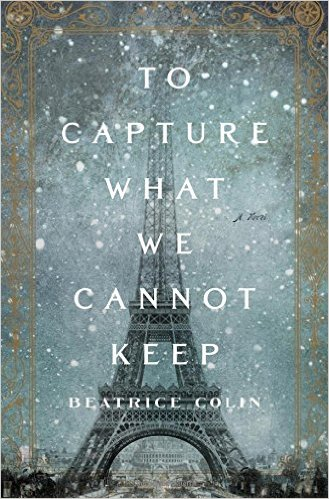 TO
CAPTURE
WHAT
A Novel
WE
CANNOT
KEEP
BEATRICE COLIN